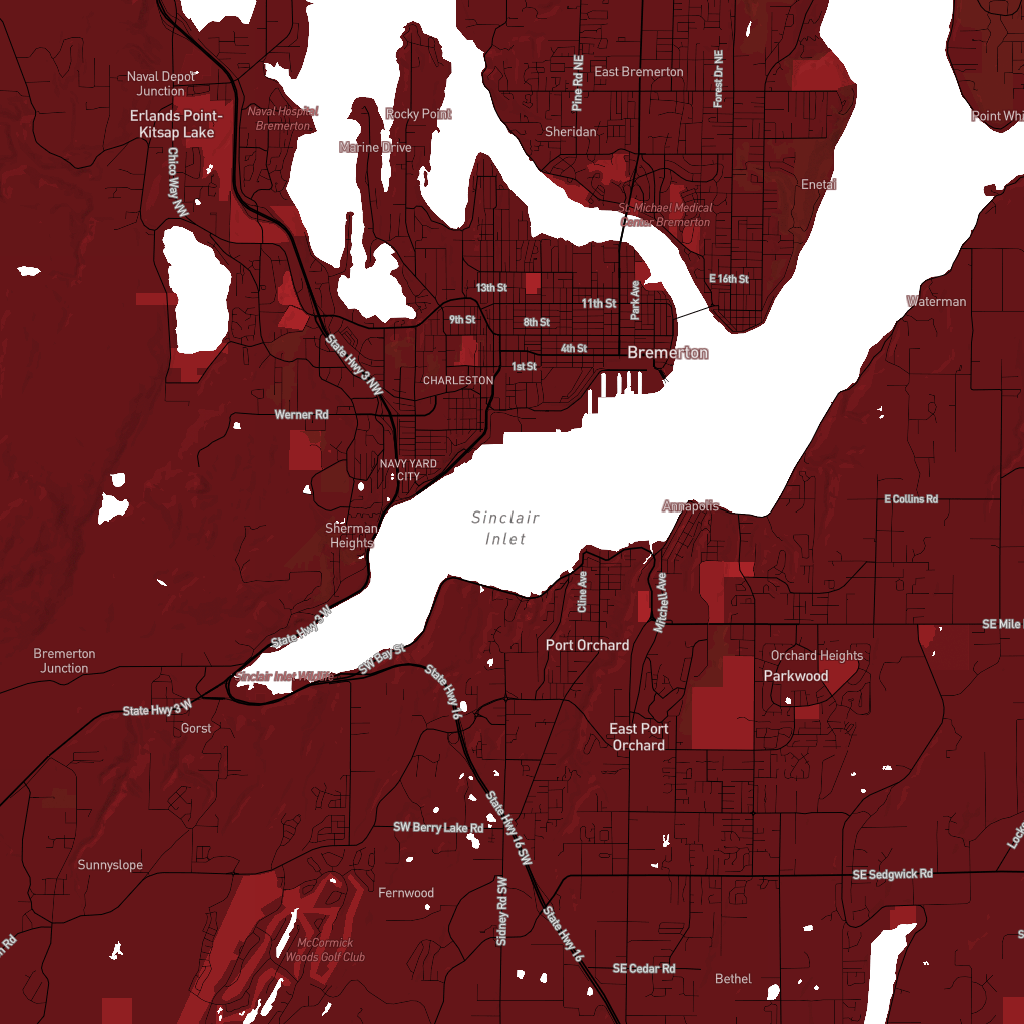 East Bremerton
Pine Rd NE
Forest Dr NE
Naval Depot
Junction
Erlands Point-
Kitsap Lake
Naval Hospital
Bremerton
Rocky Point
Marine Drive
Sheridan
Point Whi
Chico Way NW
Enetai
St. Michael Medical
Center Bremerton
E 16th St
13th St
Park Ave
11th St
Waterman
9th St
8th St
4th St
Bremerton
1st St
State Hwy 3 NW
CHARLESTON
Werner Rd
NAVY YARD
CITY
E Collins Rd
Annapolis
Sinclair
Inlet
Sherman
Heights
Cline Ave
Mitchell Ave
State Hwy 3 W
SE Mile
Port Orchard
Bremerton
Junction
Orchard Heights
Parkwood
SW Bay St
Sinclair Inlet Wildlife
State Hwy 16
State Hwy 3 W
Gorst
East Port
Orchard
State Hwy 16 SW
SW Berry Lake Rd
Sunnyslope
SE Sedgwick Rd
Fernwood
Sidney Rd SW
State Hwy 16
McCormick
Woods Golf Club
SE Cedar Rd
Bethel